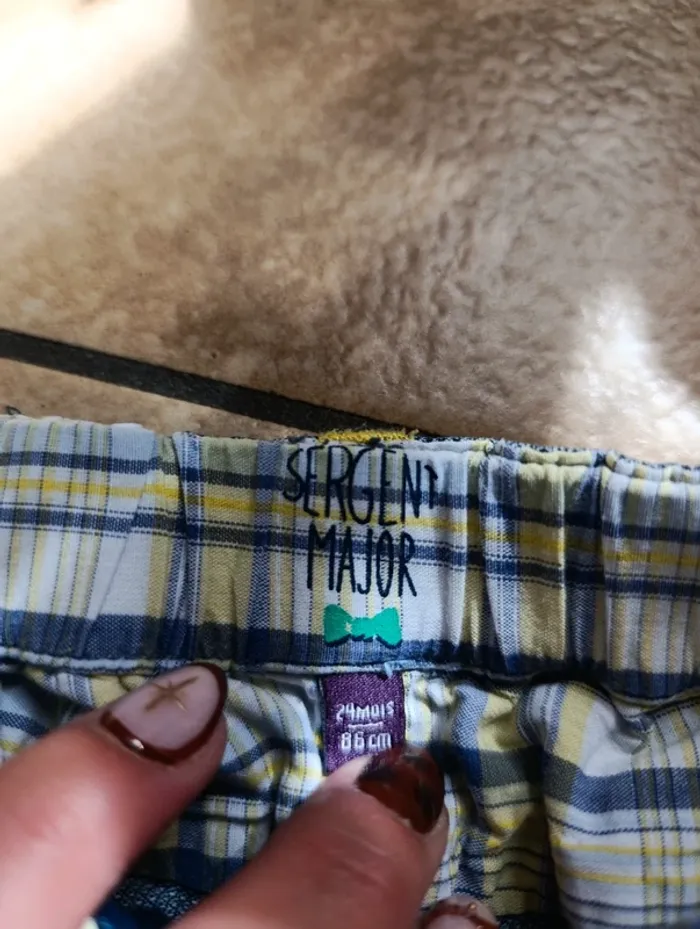 SERGENT
MAJOR
24mois
86cm